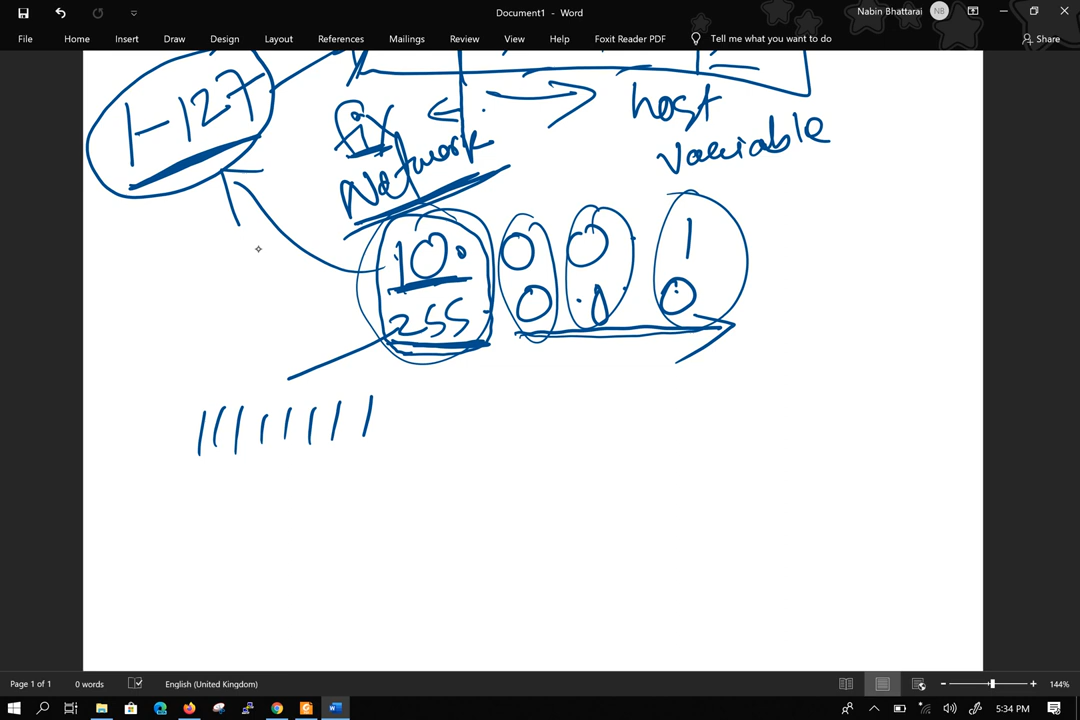 Document1 - Word
Nabin Bhattarai NB
File Home Insert Draw Design Layout References Mailings Review View Help Foxit Reader PDF Tell me what you want to do Share
1-127
fix
host
Network
variable
10. 0 0. 1
255 0 .0. 0
11111111
Page 1 of 1 0 words English (United Kingdom) 144%
5:34 PM